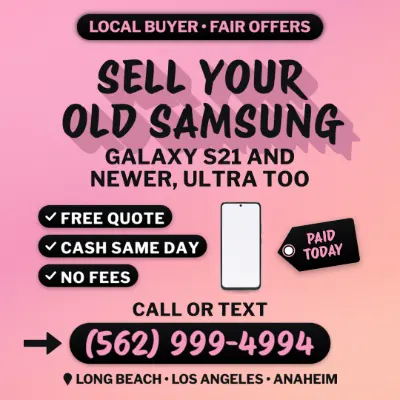 LOCAL BUYER • FAIR OFFERS
SELL YOUR
OLD SAMSUNG
GALAXY S21 AND
NEWER, ULTRA TOO
✓ FREE QUOTE
✓ CASH SAME DAY
✓ NO FEES
PAID
TODAY
CALL OR TEXT
(562) 999-4994
LONG BEACH • LOS ANGELES • ANAHEIM